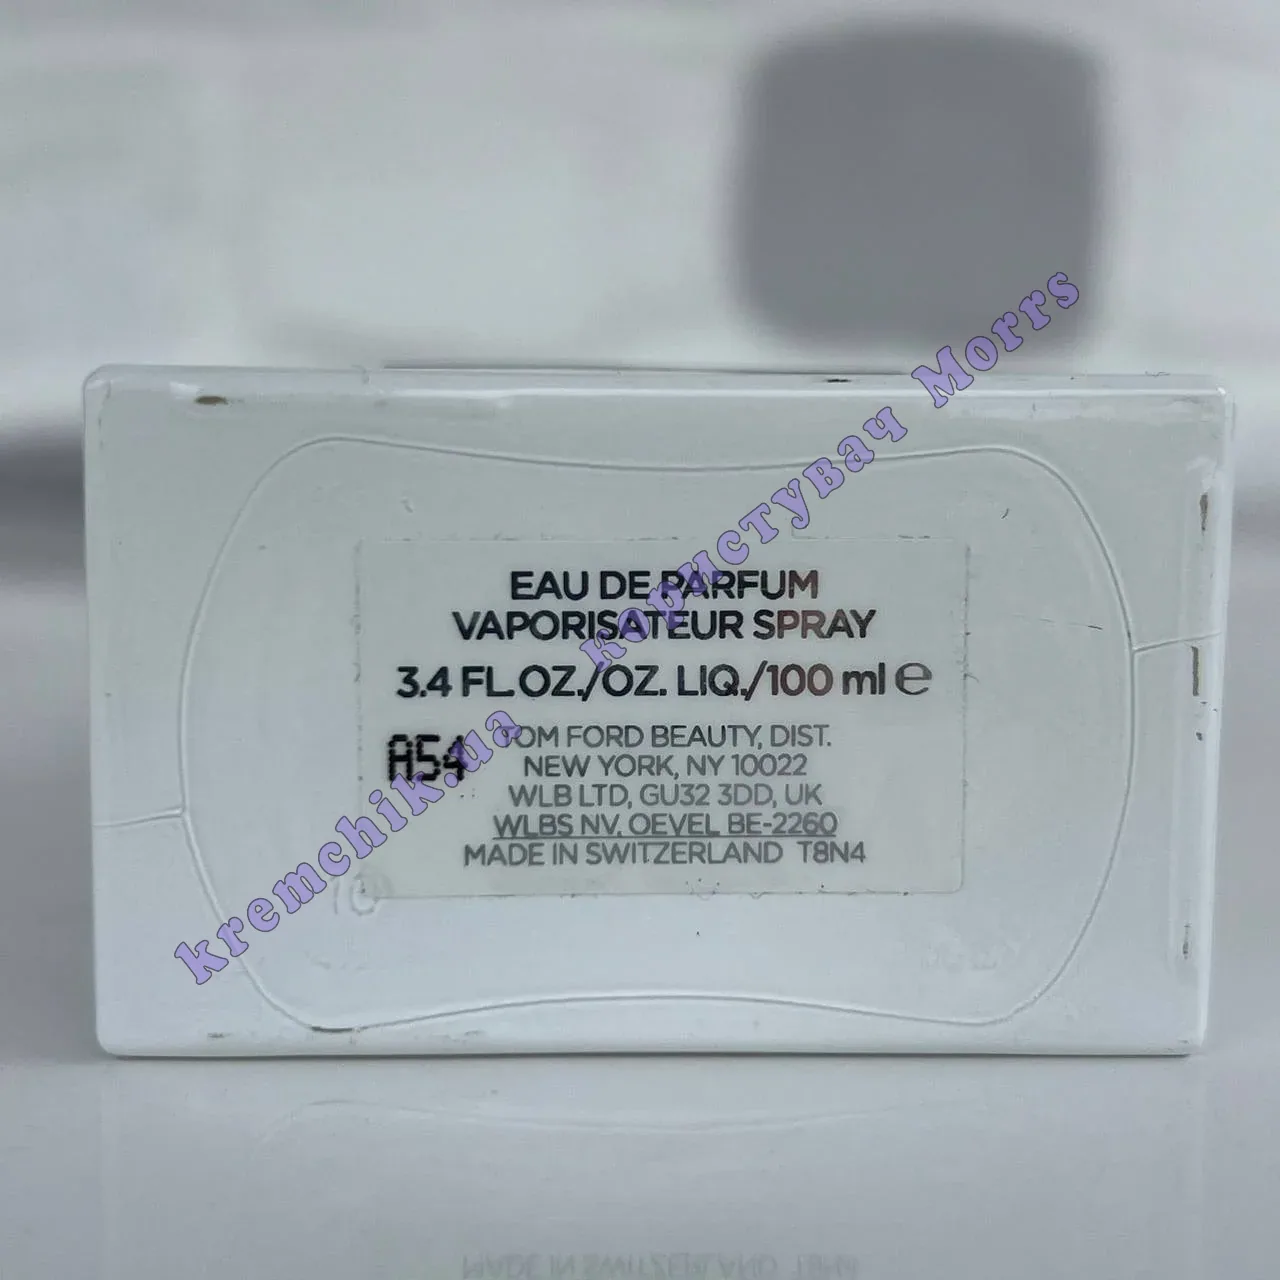 EAU DE PARFUM
VAPORISATEUR SPRAY
3.4 FL.OZ./OZ. LIQ./100 ml ℮
A54
TOM FORD BEAUTY, DIST.
NEW YORK, NY 10022
WLB LTD, GU32 3DD, UK
WLBS NV, OEVEL BE-2260
MADE IN SWITZERLAND T8N4
kremchik.ua користувач Morrs